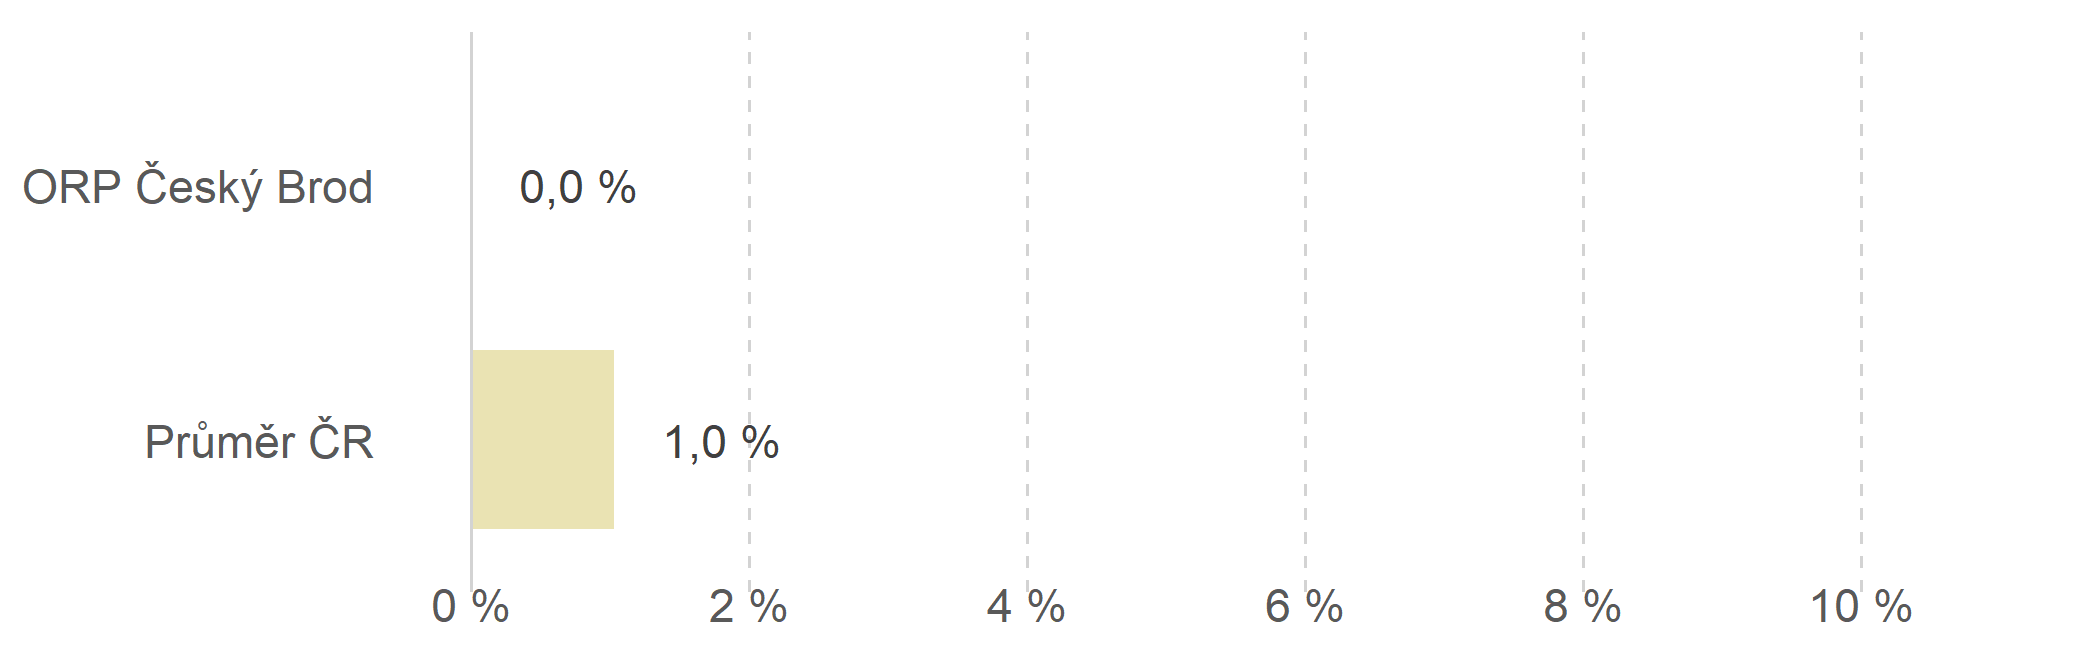 ORP Český Brod 0,0 %
Průměr ČR 1,0 %
0 % 2 % 4 % 6 % 8 % 10 %